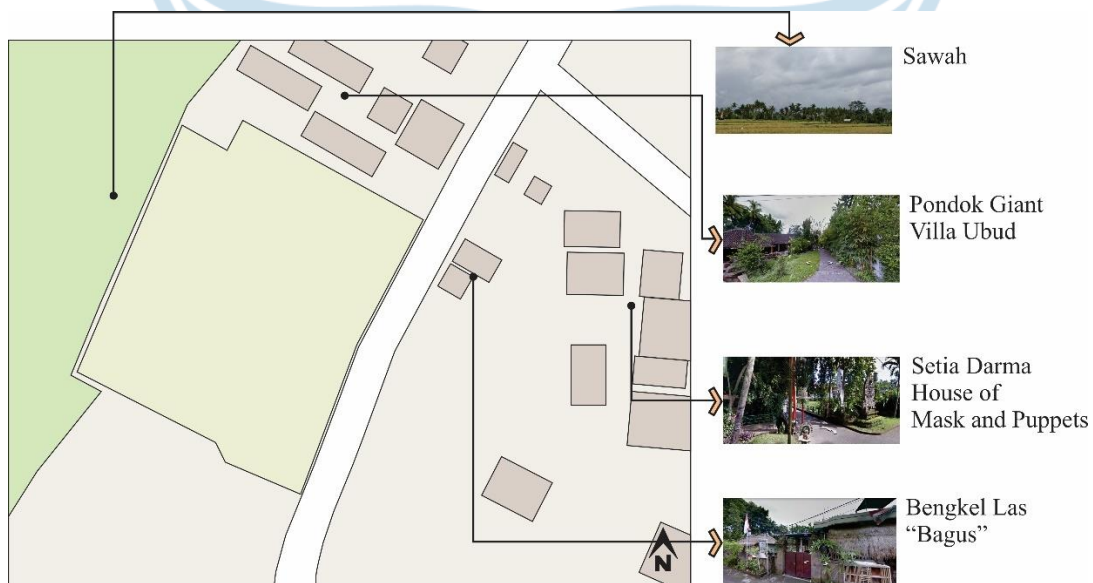 Sawah
Pondok Giant
Villa Ubud
Setia Darma
House of
Mask and Puppets
Bengkel Las
“Bagus”
N